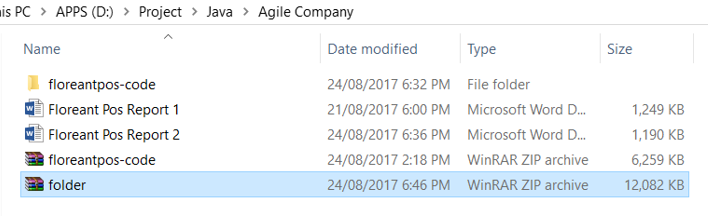 his PC > APPS (D:) > Project > Java > Agile Company
Name Date modified Type Size
floreantpos-code 24/08/2017 6:32 PM File folder
Floreant Pos Report 1 21/08/2017 6:00 PM Microsoft Word D... 1,249 KB
Floreant Pos Report 2 24/08/2017 6:36 PM Microsoft Word D... 1,190 KB
floreantpos-code 24/08/2017 2:18 PM WinRAR ZIP archive 6,259 KB
folder 24/08/2017 6:46 PM WinRAR ZIP archive 12,082 KB